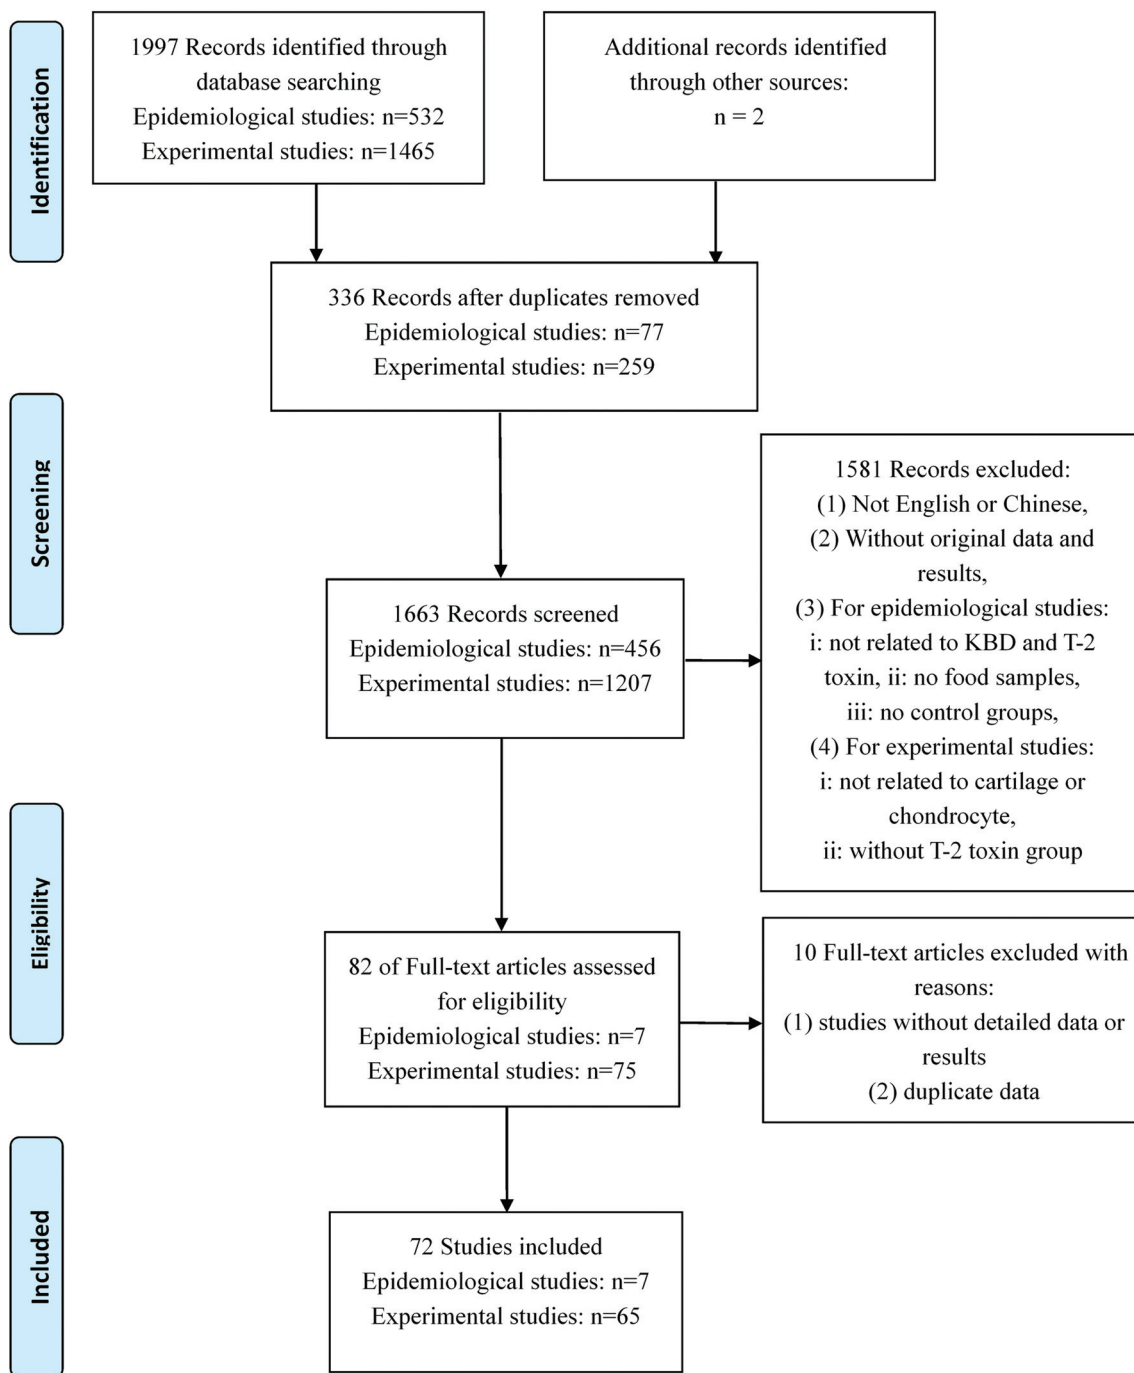 Identification
1997 Records identified through
database searching
Epidemiological studies: n=532
Experimental studies: n=1465
Additional records identified
through other sources:
n = 2
336 Records after duplicates removed
Epidemiological studies: n=77
Experimental studies: n=259
Screening
1663 Records screened
Epidemiological studies: n=456
Experimental studies: n=1207
1581 Records excluded:
(1) Not English or Chinese,
(2) Without original data and
results,
(3) For epidemiological studies:
i: not related to KBD and T-2
toxin, ii: no food samples,
iii: no control groups,
(4) For experimental studies:
i: not related to cartilage or
chondrocyte,
ii: without T-2 toxin group
Eligibility
82 of Full-text articles assessed
for eligibility
Epidemiological studies: n=7
Experimental studies: n=75
10 Full-text articles excluded with
reasons:
(1) studies without detailed data or
results
(2) duplicate data
Included
72 Studies included
Epidemiological studies: n=7
Experimental studies: n=65